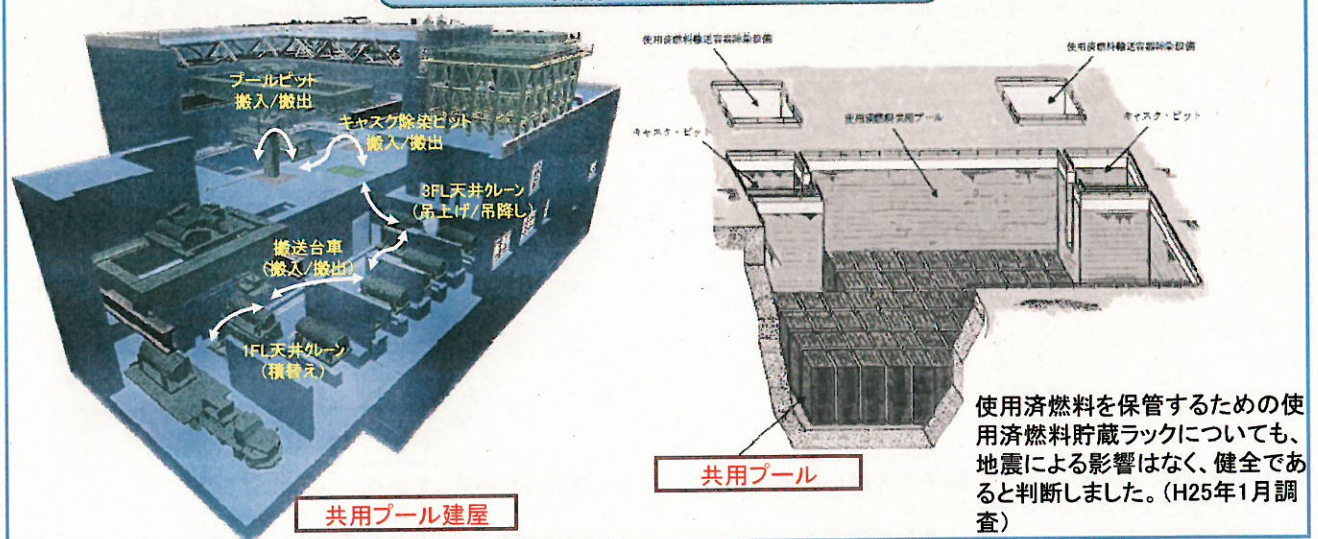 プールピット
搬入/搬出
キャスク除染ピット
搬入/搬出
3FL天井クレーン
(吊上げ/吊降し)
搬送台車
(搬入/搬出)
1FL天井クレーン
(積替え)
共用プール建屋
使用済燃料輸送容器除染設備
使用済燃料輸送容器除染設備
キャスク・ピット
使用済燃料共用プール
キャスク・ピット
共用プール
使用済燃料を保管するための使
用済燃料貯蔵ラックについても、
地震による影響はなく、健全であ
ると判断しました。(H25年1月調
査)